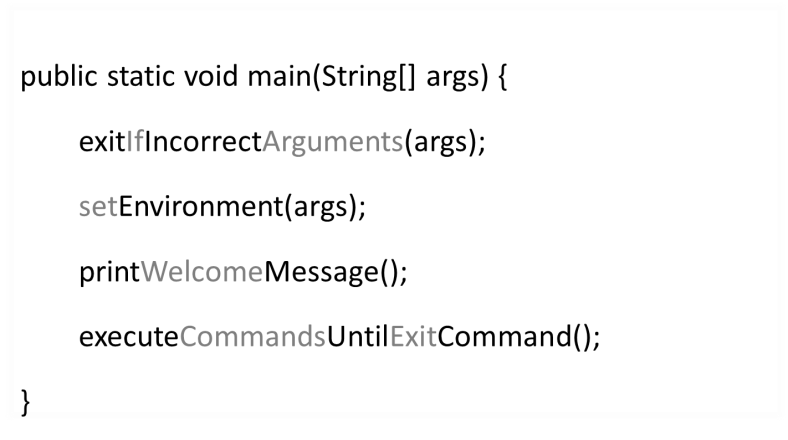 public static void main(String[] args) {
exitIfIncorrectArguments(args);
setEnvironment(args);
printWelcomeMessage();
executeCommandsUntilExitCommand();
}